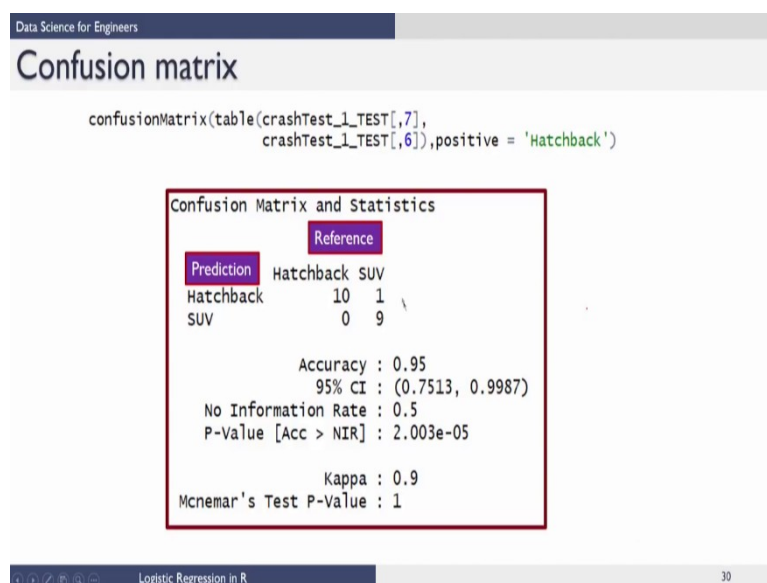 Data Science for Engineers
Confusion matrix
confusionMatrix(table(crashTest_1_TEST[,7],
crashTest_1_TEST[,6]),positive = 'Hatchback')
Confusion Matrix and Statistics
Reference
Prediction Hatchback SUV
Hatchback 10 1
SUV 0 9
Accuracy : 0.95
95% CI : (0.7513, 0.9987)
No Information Rate : 0.5
P-Value [Acc > NIR] : 2.003e-05
Kappa : 0.9
Mcnemar's Test P-Value : 1
Logistic Regression in R 30